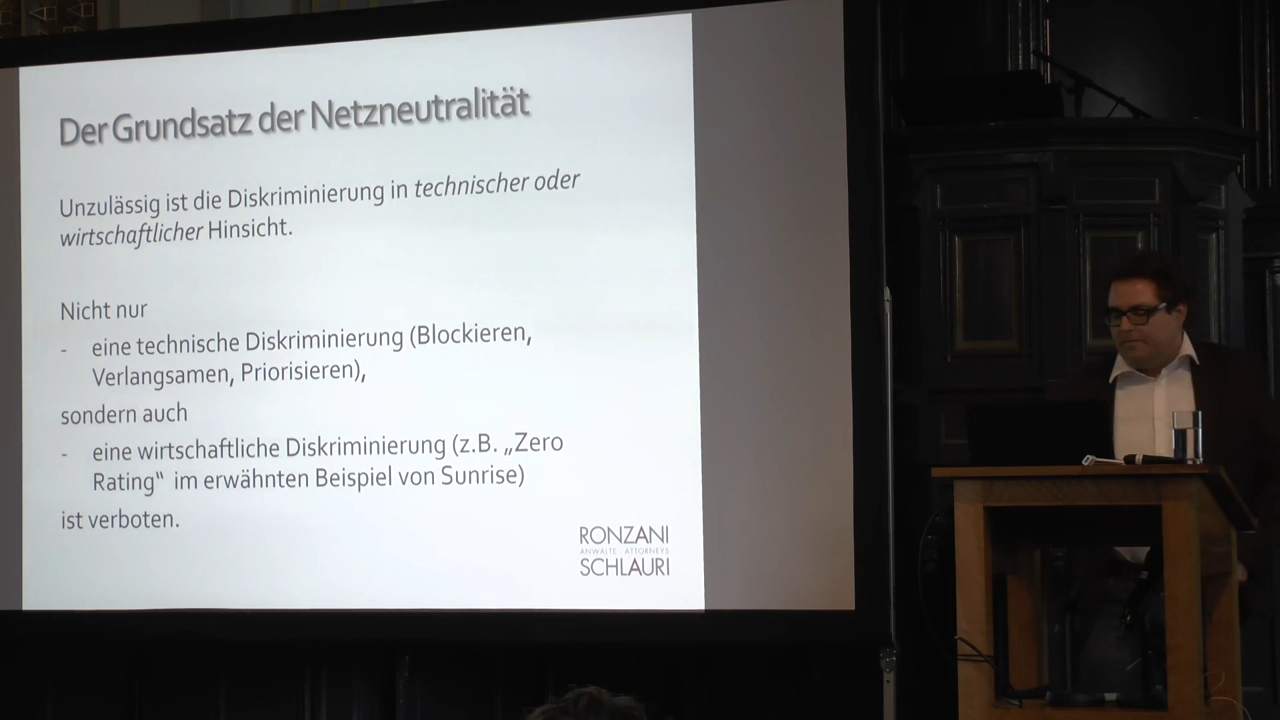 Der Grundsatz der Netzneutralität
Unzulässig ist die Diskriminierung in technischer oder
wirtschaftlicher Hinsicht.
Nicht nur
- eine technische Diskriminierung (Blockieren,
Verlangsamen, Priorisieren),
sondern auch
- eine wirtschaftliche Diskriminierung (z.B. „Zero
Rating“ im erwähnten Beispiel von Sunrise)
ist verboten.
RONZANI
ANWÄLTE · ATTORNEYS
SCHLAURI